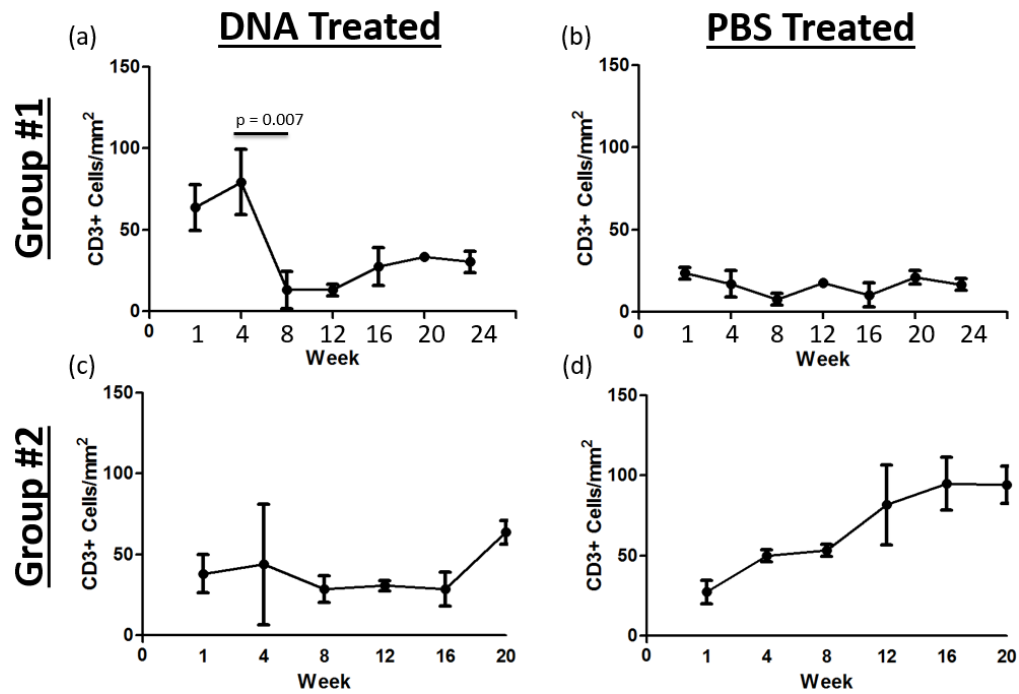 DNA Treated
PBS Treated
Group #1
(a)
150
100
50
0
CD3+ Cells/mm²
p = 0.007
0 1 4 8 12 16 20 24
Week
(b)
150
100
50
0
CD3+ Cells/mm²
0 1 4 8 12 16 20 24
Week
Group #2
(c)
150
100
50
0
CD3+ Cells/mm²
0 1 4 8 12 16 20
Week
(d)
150
100
50
0
CD3+ Cells/mm²
0 1 4 8 12 16 20
Week